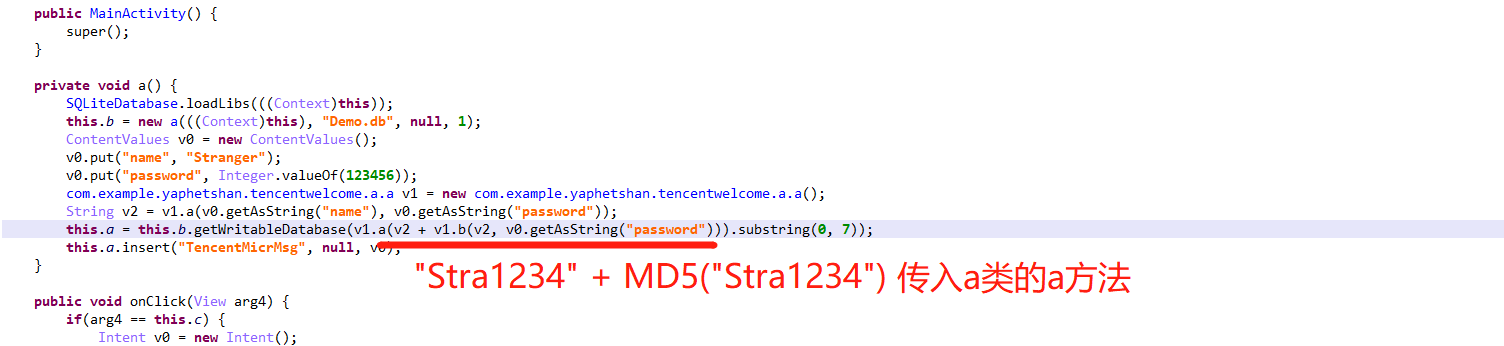 public MainActivity() {
super();
}
private void a() {
SQLiteDatabase.loadLibs(((Context)this));
this.b = new a(((Context)this), "Demo.db", null, 1);
ContentValues v0 = new ContentValues();
v0.put("name", "Stranger");
v0.put("password", Integer.valueOf(123456));
com.example.yaphetshan.tencentwelcome.a.a v1 = new com.example.yaphetshan.tencentwelcome.a.a();
String v2 = v1.a(v0.getAsString("name"), v0.getAsString("password"));
this.a = this.b.getWritableDatabase(v1.a(v2 + v1.b(v2, v0.getAsString("password"))).substring(0, 7));
this.a.insert("TencentMicrMsg", null, v0);
}
"Stra1234" + MD5("Stra1234") 传入a类的a方法
public void onClick(View arg4) {
if(arg4 == this.c) {
Intent v0 = new Intent();